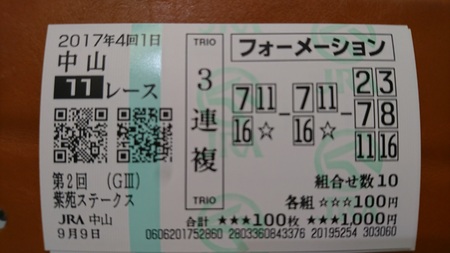 2017年4回1日
中山
11レース
第2回 (GⅢ)
紫苑ステークス
JRA 中山
9月9日
TRIO
3連複
TRIO
フォーメーション
7 11 - 7 11 - 2 3
16 ☆ 16 ☆ 7 8
11 16
組合せ数10
各組 ☆☆☆100円
合計 ★★★100枚 ★★★1,000円
0606201752860 2803360843376 20195254 303060